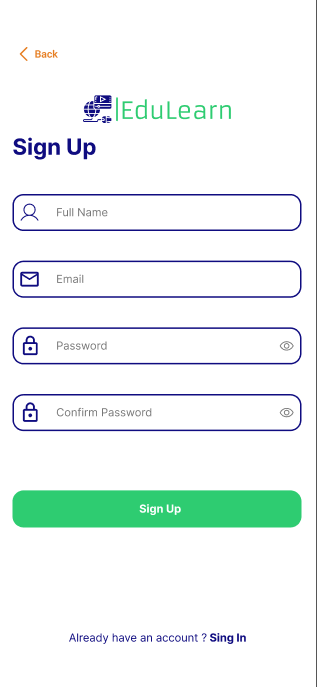 Back
|EduLearn
Sign Up
Full Name
Email
Password
Confirm Password
Sign Up
Already have an account ? Sing In